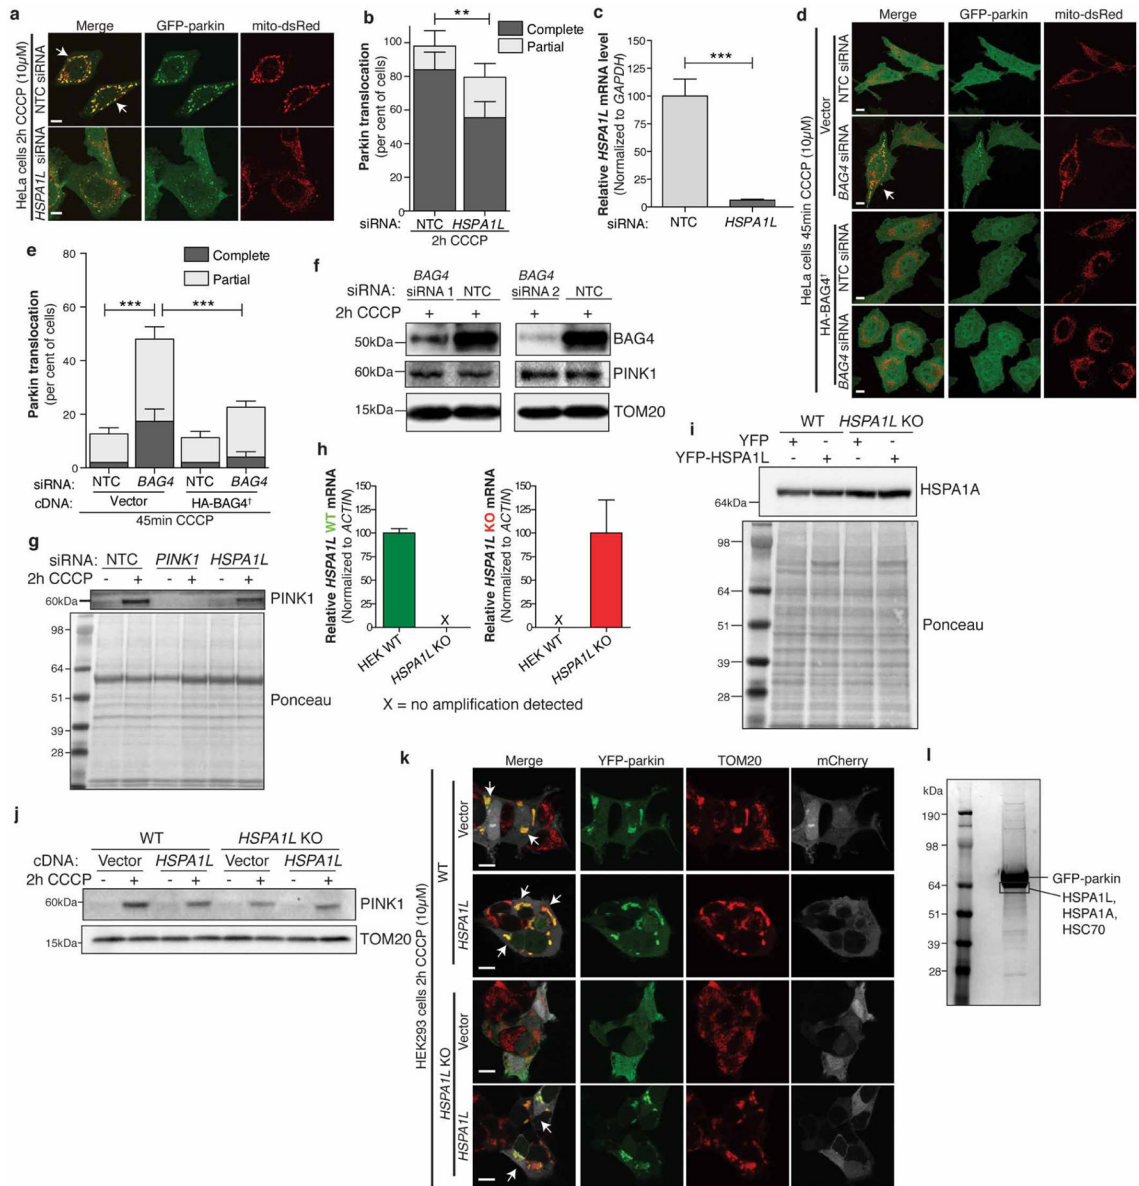 a
Merge
GFP-parkin
mito-dsRed
HeLa cells 2h CCCP (10µM)
NTC siRNA
HSPA1L siRNA
b
**
Complete
Partial
Parkin translocation
(per cent of cells)
100
80
60
40
20
0
siRNA:
NTC HSPA1L
2h CCCP
c
Relative HSPA1L mRNA level
(Normalized to GAPDH)
150
125
100
75
50
25
0
***
siRNA:
NTC
HSPA1L
d
Merge
GFP-parkin
mito-dsRed
HeLa cells 45min CCCP (10µM)
Vector
NTC siRNA
BAG4 siRNA
HA-BAG4†
NTC siRNA
BAG4 siRNA
e
Complete
Partial
Parkin translocation
(per cent of cells)
80
60
40
20
0
***
***
siRNA: NTC BAG4 NTC BAG4
cDNA: Vector HA-BAG4†
45min CCCP
f
siRNA: BAG4 siRNA 1 NTC BAG4 siRNA 2 NTC
2h CCCP + + + +
50kDa
BAG4
60kDa
PINK1
15kDa
TOM20
g
siRNA: NTC PINK1 HSPA1L
2h CCCP - + - + - +
60kDa
PINK1
98
64
51
39
28
Ponceau
h
Relative HSPA1L WT mRNA
(Normalized to ACTIN)
150
125
100
75
50
25
0
X
HEK WT
HSPA1L KO
Relative HSPA1L KO mRNA
(Normalized to ACTIN)
150
125
100
75
50
25
0
X
HEK WT
HSPA1L KO
X = no amplification detected
i
WT HSPA1L KO
YFP + +
YFP-HSPA1L + +
64kDa
HSPA1A
98
64
51
39
28
Ponceau
j
WT HSPA1L KO
cDNA: Vector HSPA1L Vector HSPA1L
2h CCCP - + - + - + - +
60kDa
PINK1
15kDa
TOM20
k
Merge
YFP-parkin
TOM20
mCherry
HEK293 cells 2h CCCP (10µM)
WT
Vector
HSPA1L
HSPA1L KO
Vector
HSPA1L
l
kDa
190
98
64
51
39
28
GFP-parkin
HSPA1L,
HSPA1A,
HSC70